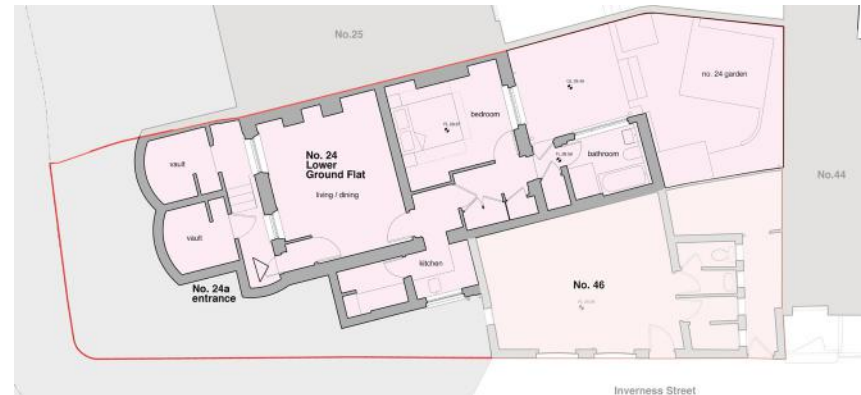 No.25
no. 24 garden
bedroom
No. 24
Lower
Ground Flat
living / dining
vault
bathroom
No.44
vault
kitchen
No. 24a
entrance
No. 46
Inverness Street